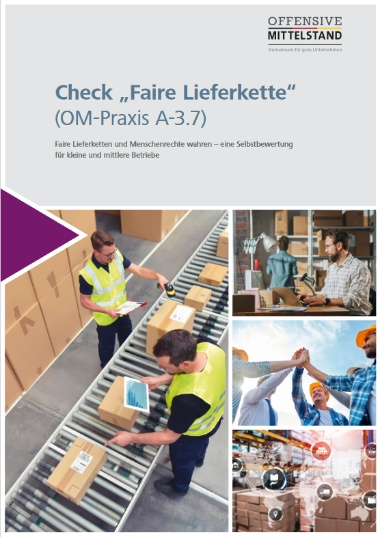 OFFENSIVE
MITTELSTAND
Gemeinsam für gute Unternehmen
Check „Faire Lieferkette“
(OM-Praxis A-3.7)
Faire Lieferketten und Menschenrechte wahren – eine Selbstbewertung
für kleine und mittlere Betriebe